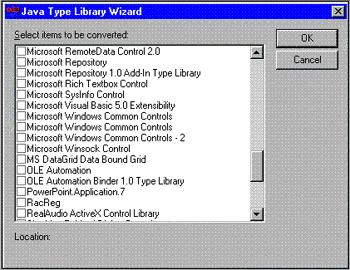 Java Type Library Wizard
Select items to be converted:
OK
Cancel
Microsoft RemoteData Control 2.0
Microsoft Repository
Microsoft Repository 1.0 Add-In Type Library
Microsoft Rich Textbox Control
Microsoft SysInfo Control
Microsoft Visual Basic 5.0 Extensibility
Microsoft Windows Common Controls
Microsoft Windows Common Controls
Microsoft Windows Common Controls - 2
Microsoft Winsock Control
MS DataGrid Data Bound Grid
OLE Automation
OLE Automation Binder 1.0 Type Library
PowerPoint.Application.7
RacReg
RealAudio ActiveX Control Library
Location: